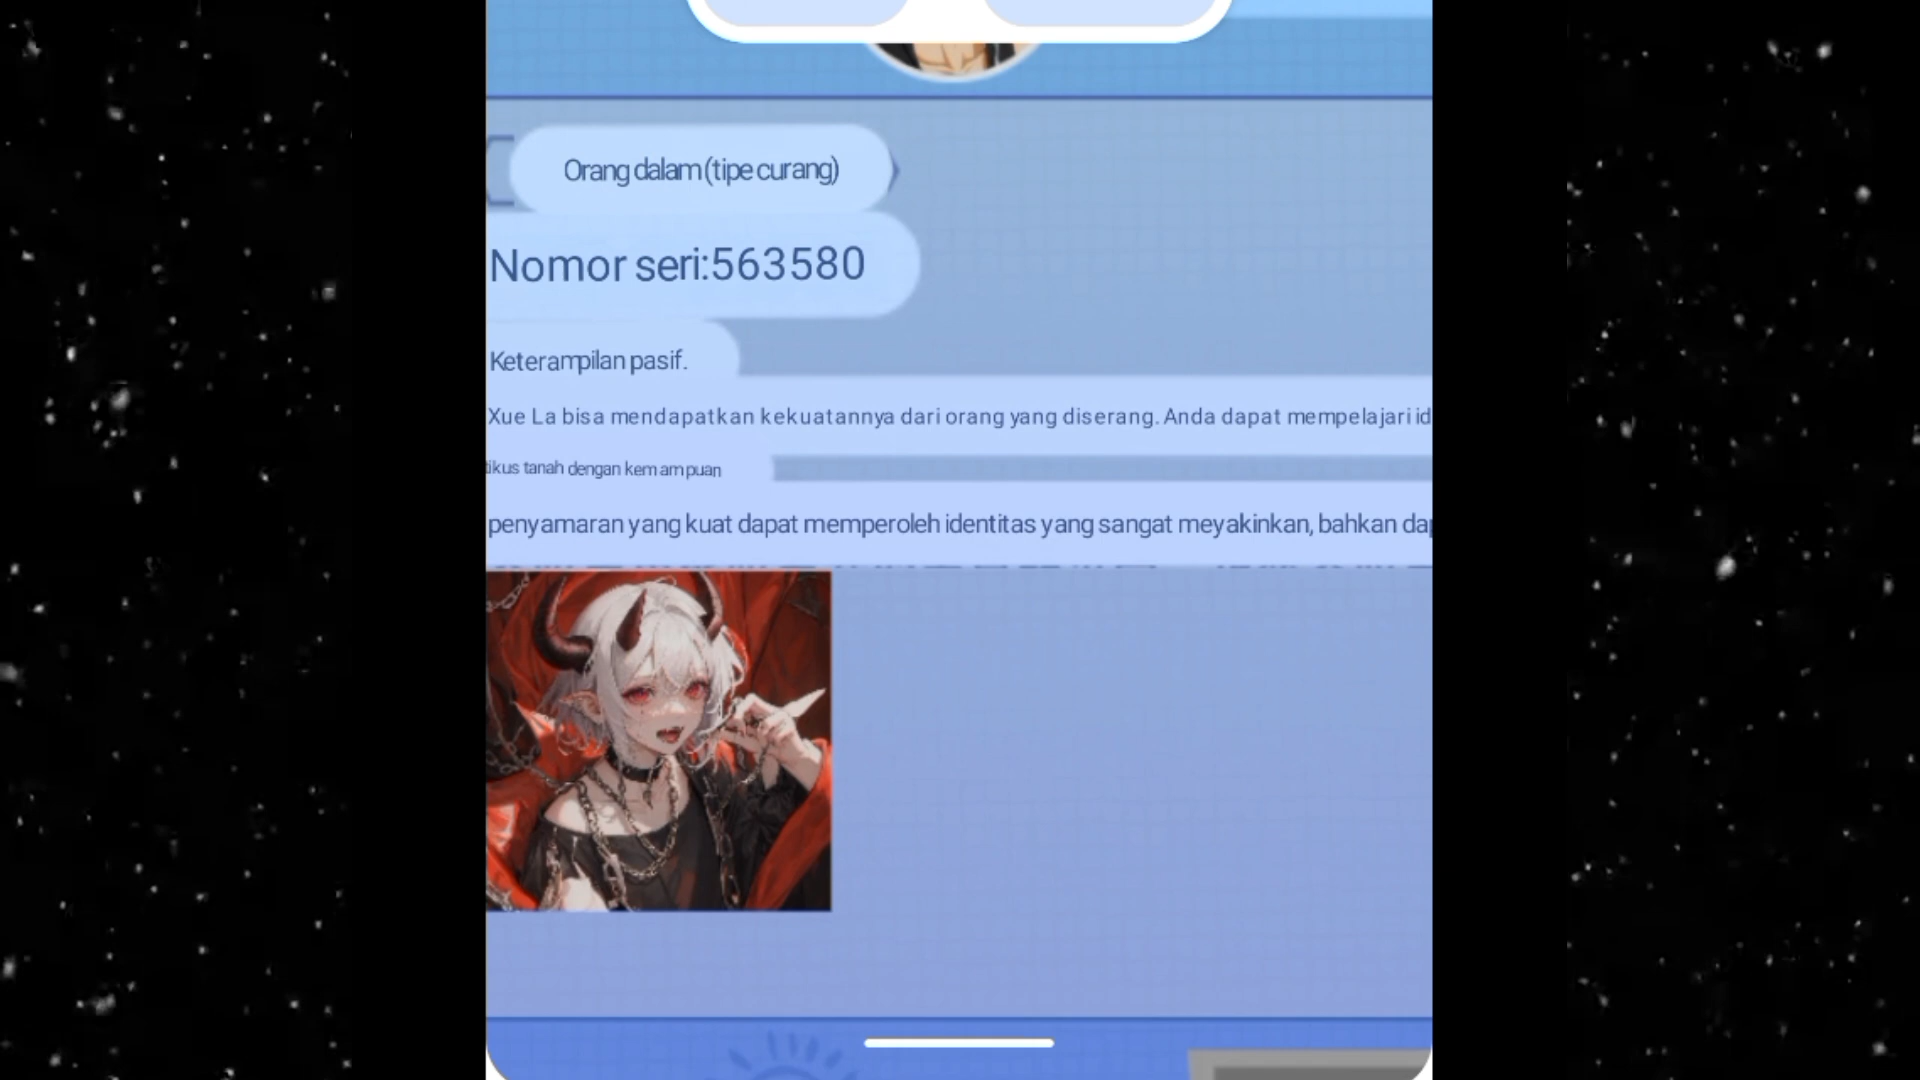 Orang dalam (tipe curang)
Nomor seri:563580
Keterampilan pasif.
Xue La bisa mendapatkan kekuatannya dari orang yang diserang. Anda dapat mempelajari
tikus tanah dengan kemampuan
penyamaran yang kuat dapat memperoleh identitas yang sangat meyakinkan, bahkan